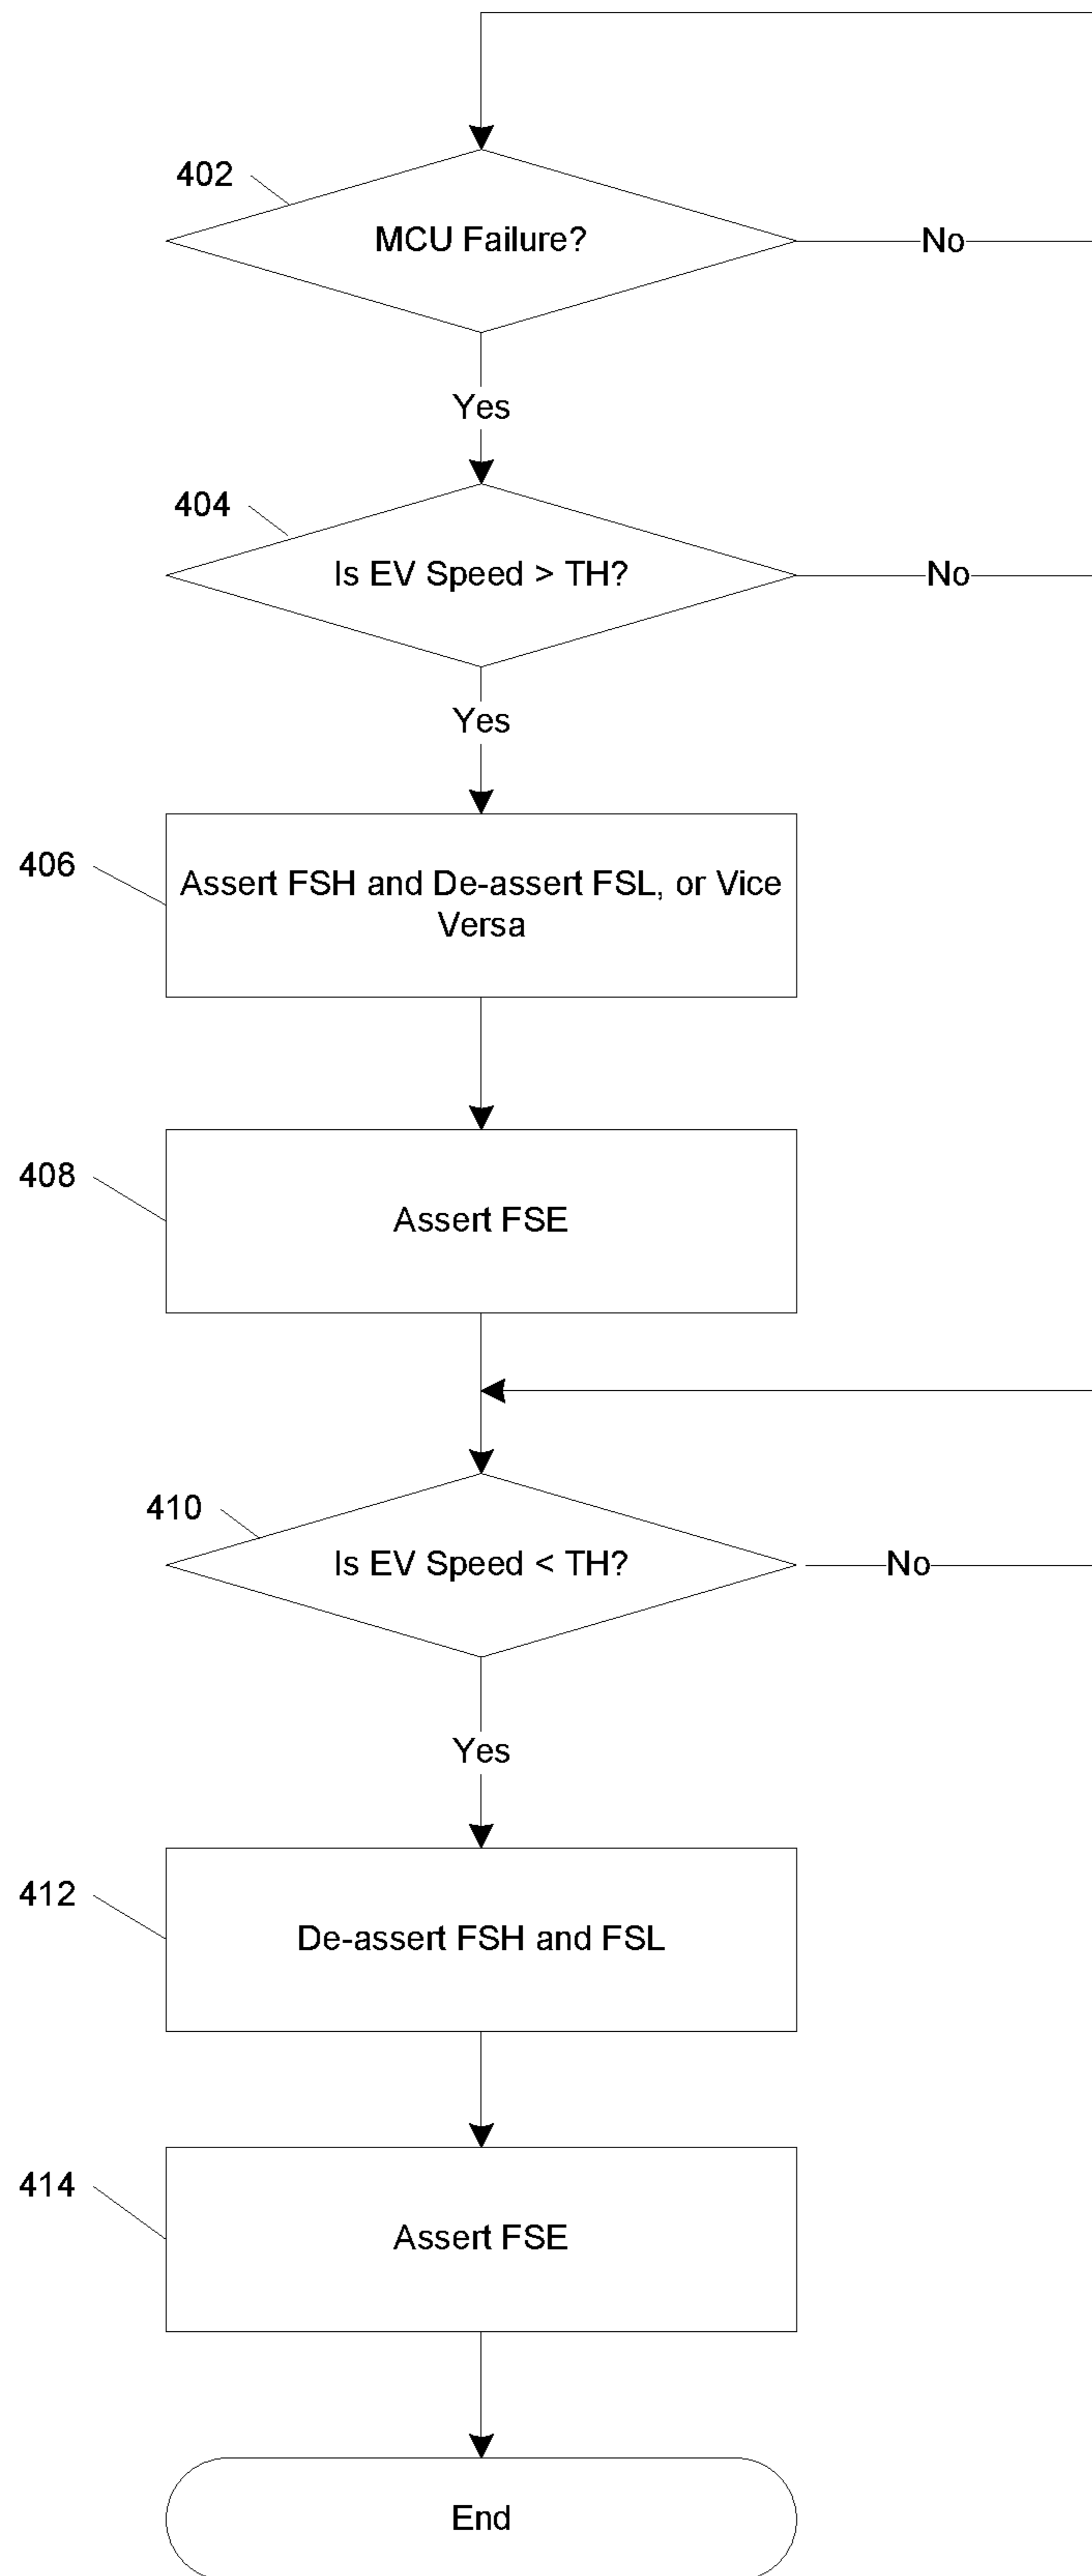 402
MCU Failure?
No
Yes
404
Is EV Speed > TH?
No
Yes
406
Assert FSH and De-assert FSL, or Vice
Versa
408
Assert FSE
410
Is EV Speed < TH?
No
Yes
412
De-assert FSH and FSL
414
Assert FSE
End